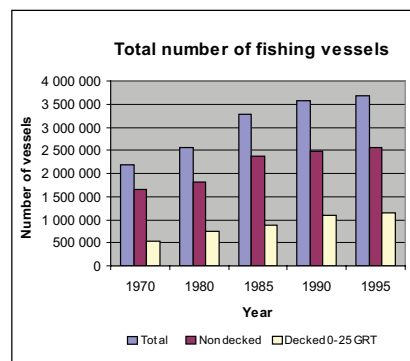 Total number of fishing vessels
4 000 000
3 500 000
3 000 000
2 500 000
2 000 000
1 500 000
1 000 000
500 000
0
Number of vessels
1970 1980 1985 1990 1995
Year
Total Non decked Decked 0-25 GRT